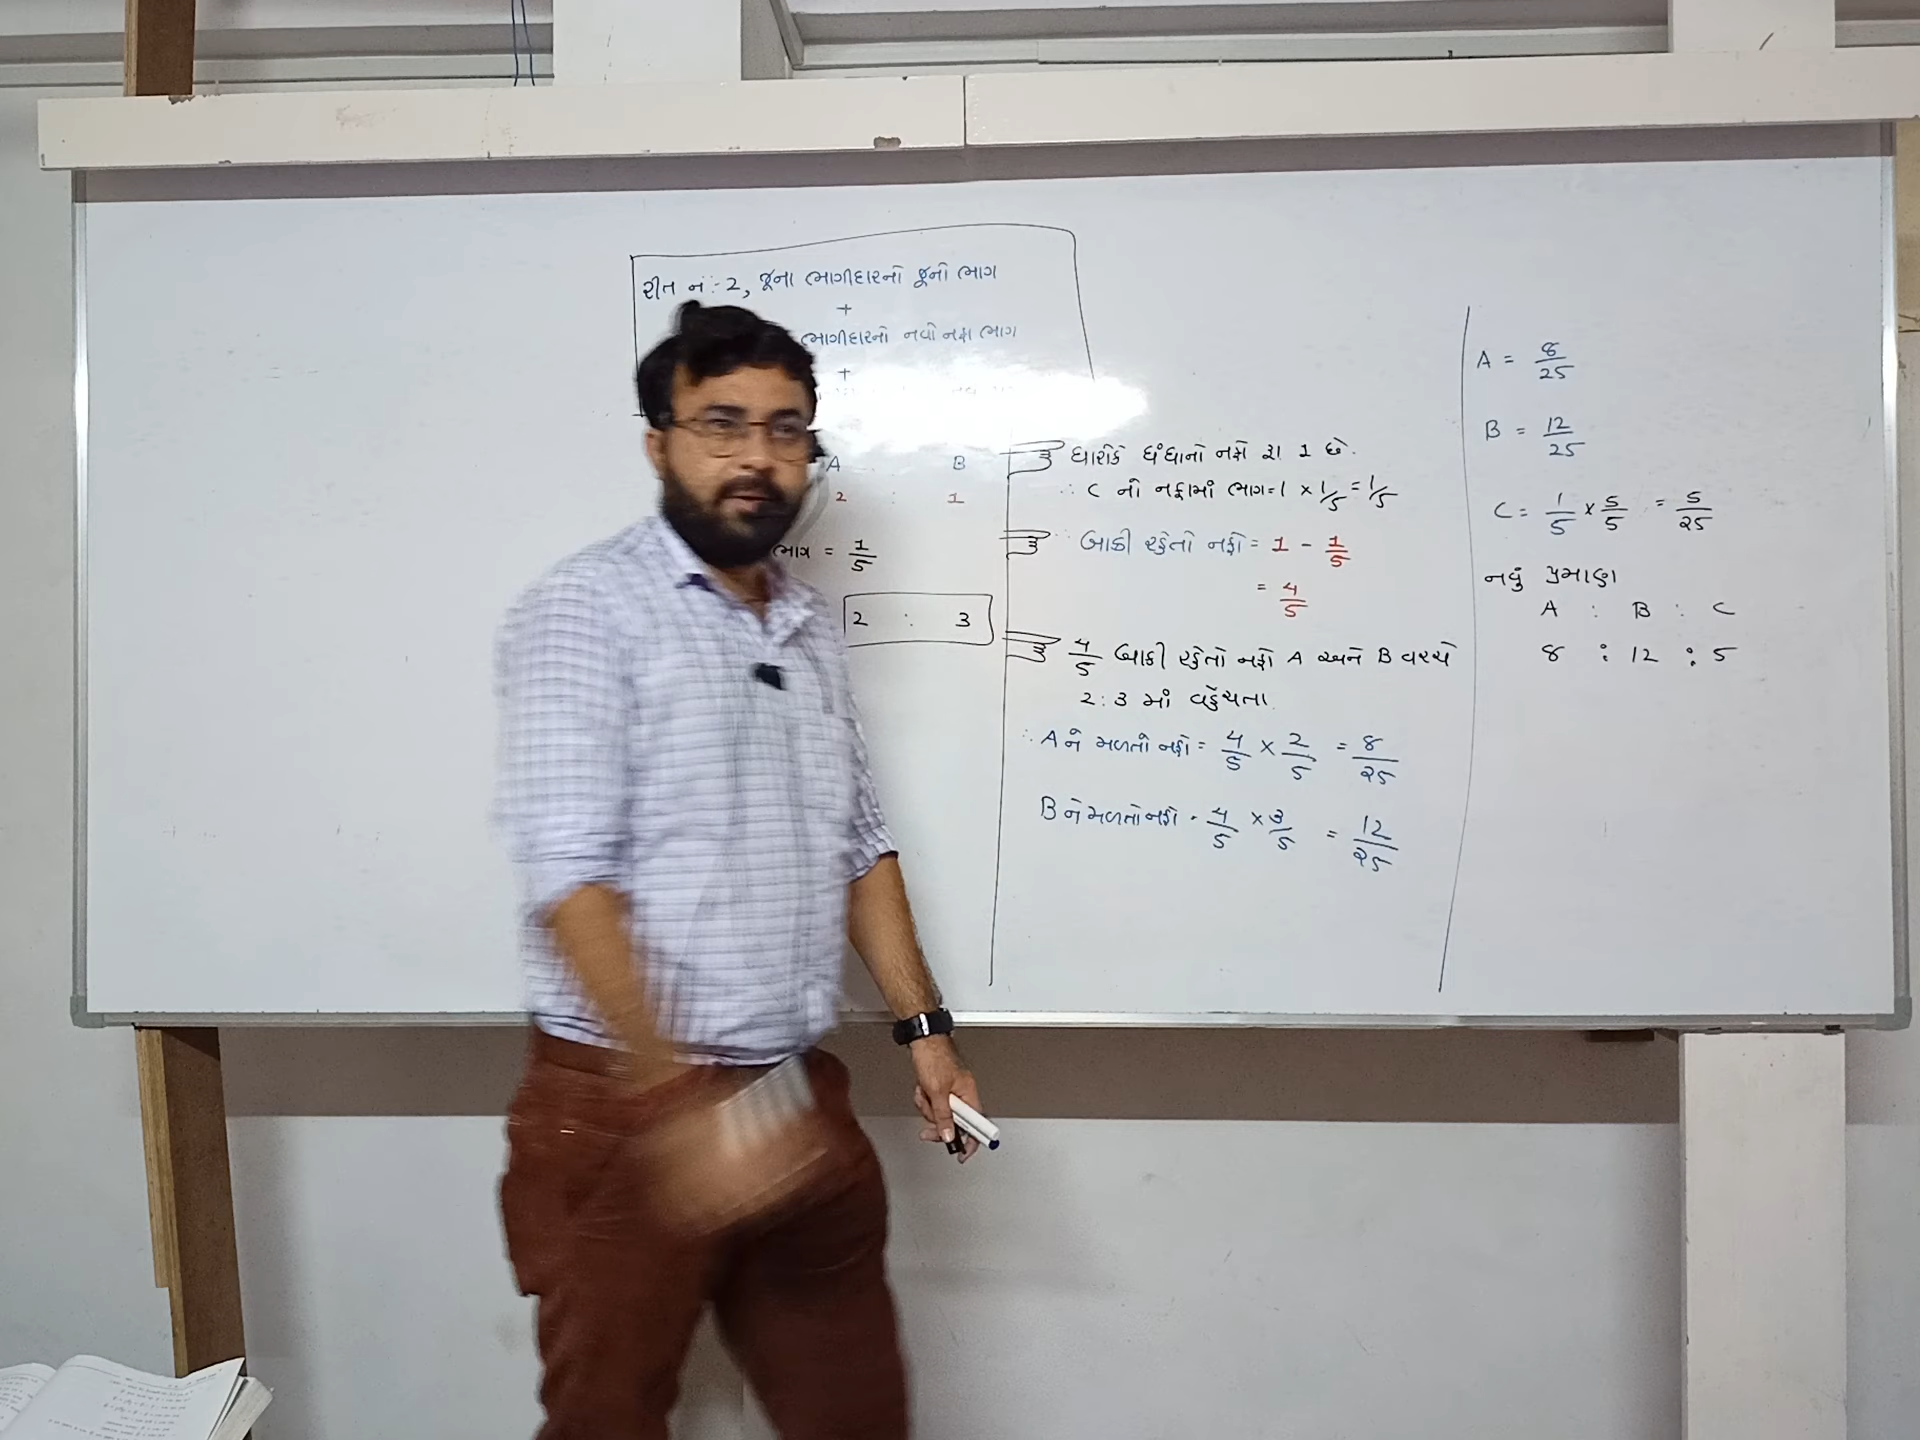 રીત નં:- 2, જૂના ભાગીદારનો જૂનો ભાગ
+
ભાગીદારનો નવો નફા ભાગ
+
A B
2 : 1
ભાગ = 1/5
2 : 3
ધારોકે ધંધાનો નફો રૂા 1 છે.
∴ C નો નફામાં ભાગ = 1 × 1/5 = 1/5
∴ બાકી રહેતો નફો = 1 - 1/5
= 4/5
4/5 બાકી રહેતો નફો A અને B વચ્ચે
2 : 3 માં વહેંચતા
∴ A ને મળતો નફો = 4/5 × 2/5 = 8/25
B ને મળતો નફો = 4/5 × 3/5 = 12/25
A = 8/25
B = 12/25
C = 1/5 × 5/5 = 5/25
નવું પ્રમાણ
A : B : C
8 : 12 : 5